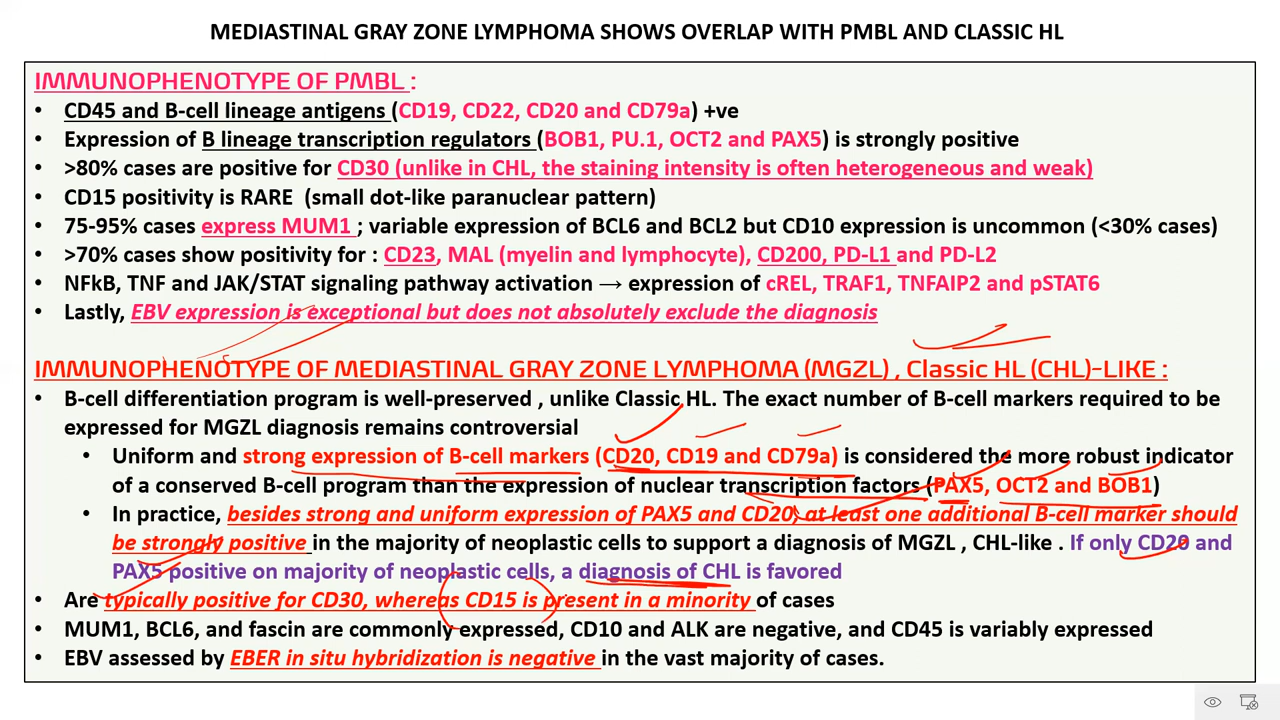 MEDIASTINAL GRAY ZONE LYMPHOMA SHOWS OVERLAP WITH PMBL AND CLASSIC HL
IMMUNOPHENOTYPE OF PMBL :
• CD45 and B-cell lineage antigens (CD19, CD22, CD20 and CD79a) +ve
• Expression of B lineage transcription regulators (BOB1, PU.1, OCT2 and PAX5) is strongly positive
• >80% cases are positive for CD30 (unlike in CHL, the staining intensity is often heterogeneous and weak)
• CD15 positivity is RARE (small dot-like paranuclear pattern)
• 75-95% cases express MUM1 ; variable expression of BCL6 and BCL2 but CD10 expression is uncommon (<30% cases)
• >70% cases show positivity for : CD23, MAL (myelin and lymphocyte), CD200, PD-L1 and PD-L2
• NFkB, TNF and JAK/STAT signaling pathway activation → expression of cREL, TRAF1, TNFAIP2 and pSTAT6
• Lastly, EBV expression is exceptional but does not absolutely exclude the diagnosis
IMMUNOPHENOTYPE OF MEDIASTINAL GRAY ZONE LYMPHOMA (MGZL) , Classic HL (CHL)-LIKE :
• B-cell differentiation program is well-preserved , unlike Classic HL. The exact number of B-cell markers required to be
expressed for MGZL diagnosis remains controversial
• Uniform and strong expression of B-cell markers (CD20, CD19 and CD79a) is considered the more robust indicator
of a conserved B-cell program than the expression of nuclear transcription factors (PAX5, OCT2 and BOB1)
• In practice, besides strong and uniform expression of PAX5 and CD20, at least one additional B-cell marker should
be strongly positive in the majority of neoplastic cells to support a diagnosis of MGZL , CHL-like . If only CD20 and
PAX5 positive on majority of neoplastic cells, a diagnosis of CHL is favored
• Are typically positive for CD30, whereas CD15 is present in a minority of cases
• MUM1, BCL6, and fascin are commonly expressed, CD10 and ALK are negative, and CD45 is variably expressed
• EBV assessed by EBER in situ hybridization is negative in the vast majority of cases.